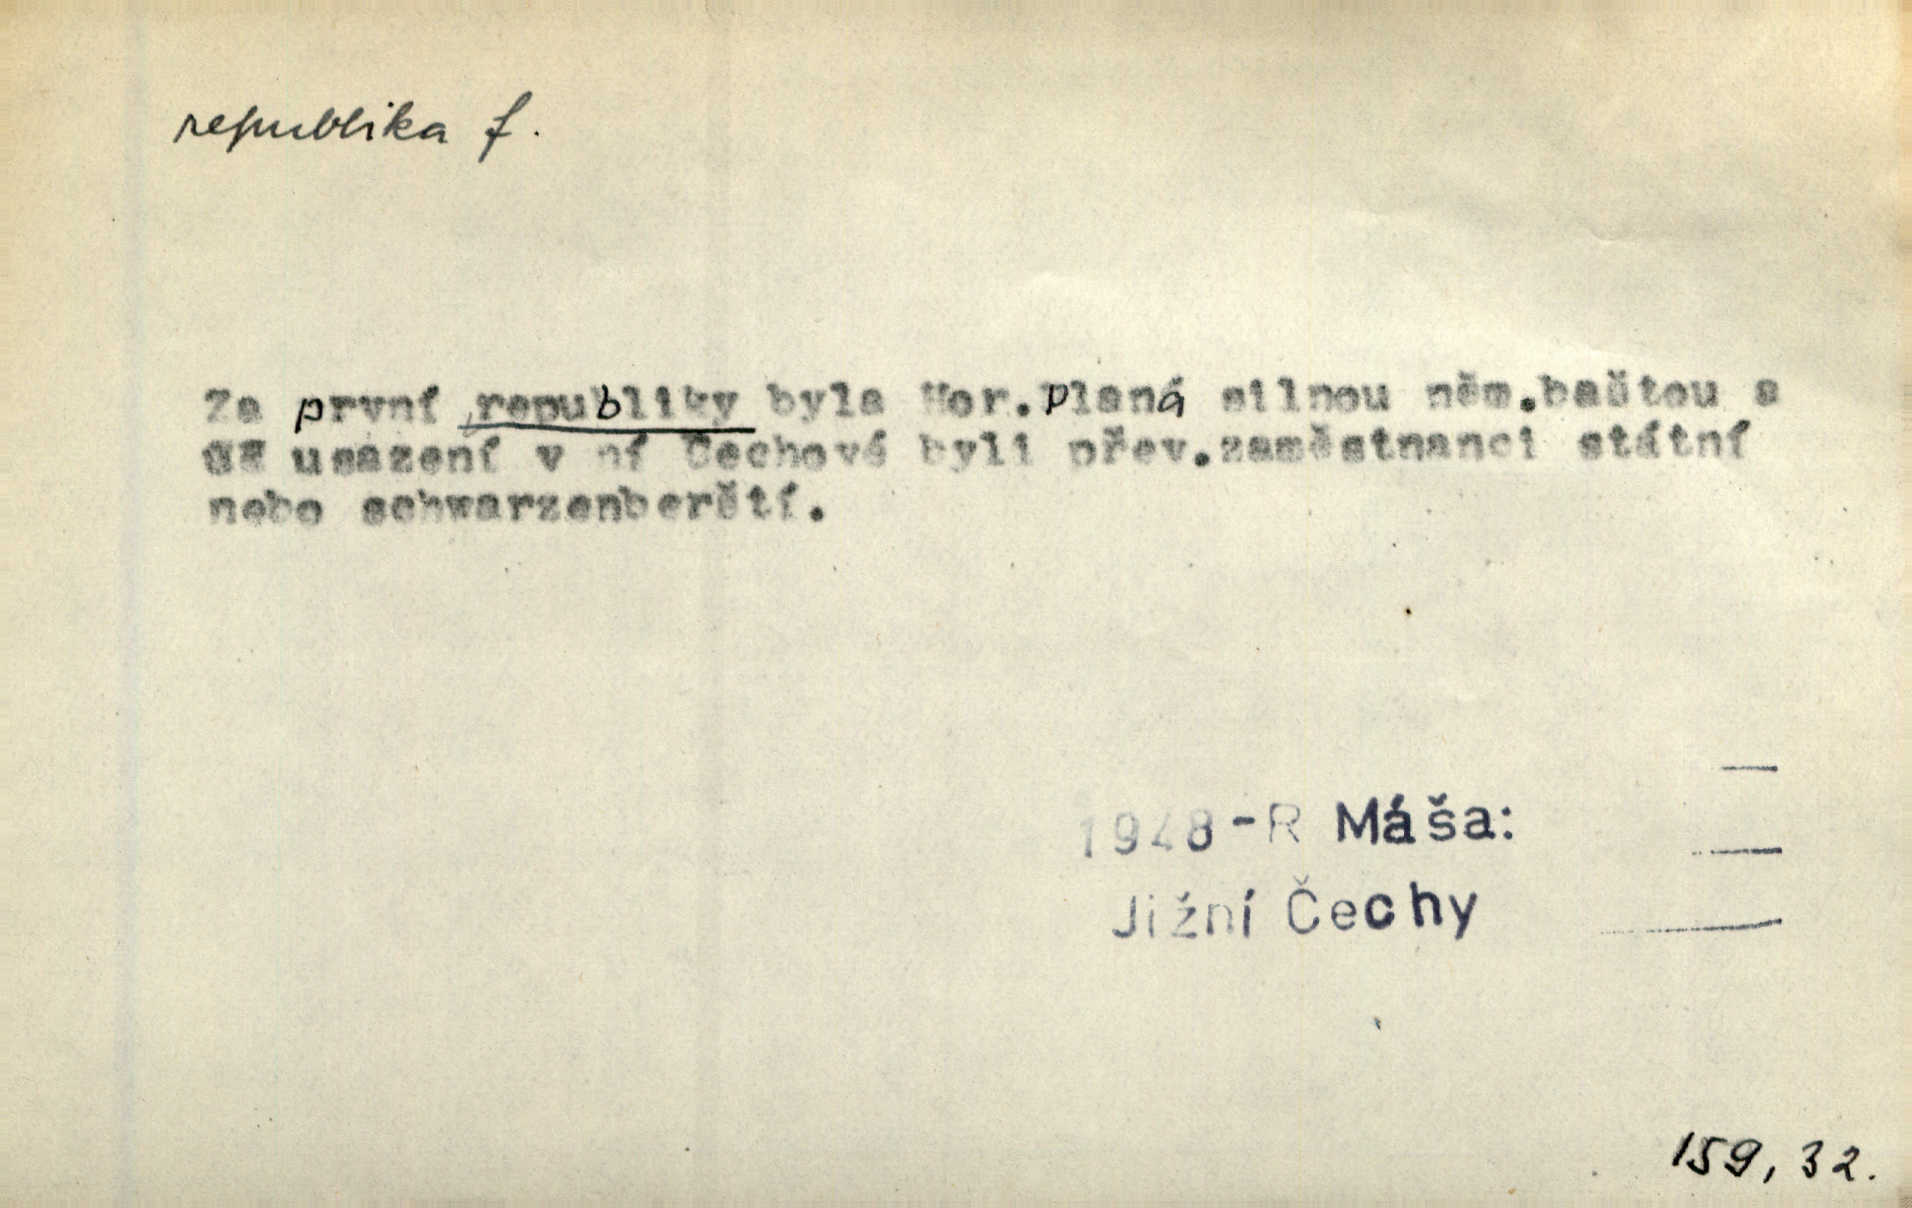 republika f.
Za první republiky byla Hor.Planá silnou něm.baštou a
usazení v ní Čechové byli přev.zaměstnanci státní
nebo schwarzenberští.
1948-R Máša:
Jižní Čechy
159, 32.